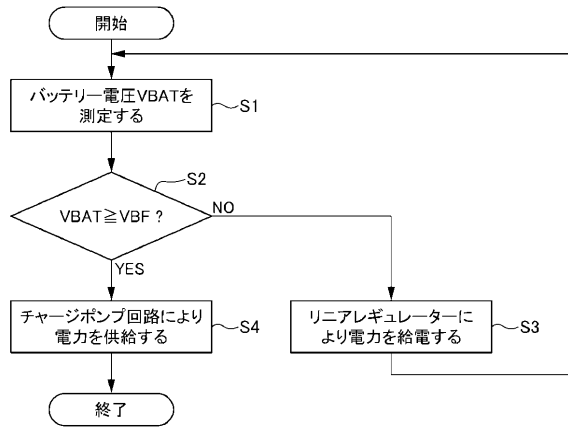 開始
バッテリー電圧VBATを
測定する
S1
S2
VBAT≧VBF ?
NO
YES
チャージポンプ回路により
電力を供給する
S4
リニアレギュレーターに
より電力を給電する
S3
終了